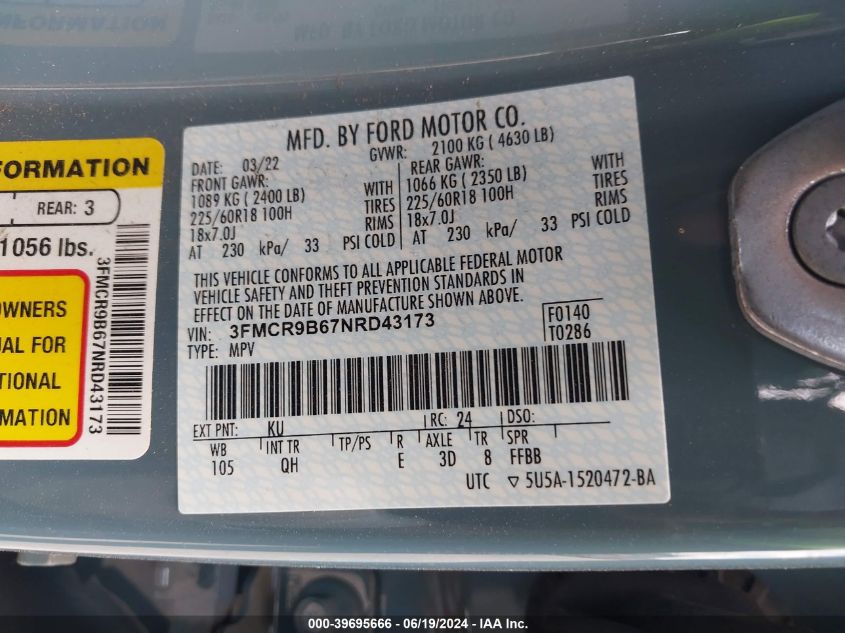 MFD. BY FORD MOTOR CO.
DATE: 03/22 GVWR: 2100 KG ( 4630 LB)
FRONT GAWR: REAR GAWR:
1089 KG ( 2400 LB) WITH 1066 KG ( 2350 LB) WITH
225/60R18 100H TIRES 225/60R18 100H TIRES
18x7.0J RIMS 18x7.0J RIMS
AT 230 kPa/ 33 PSI COLD AT 230 kPa/ 33 PSI COLD
THIS VEHICLE CONFORMS TO ALL APPLICABLE FEDERAL MOTOR
VEHICLE SAFETY AND THEFT PREVENTION STANDARDS IN
EFFECT ON THE DATE OF MANUFACTURE SHOWN ABOVE.
VIN: 3FMCR9B67NRD43173 F0140
TYPE: MPV T0286
EXT PNT: KU RC: 24 DSO:
WB INT TR TP/PS R AXLE TR SPR
105 QH E 3D 8 FFBB
UTC ▽ 5U5A-1520472-BA
FORMATION
REAR: 3
1056 lbs.
OWNERS
FOR
MATION
3FMCR9B67NRD43173
000-39695666 - 06/19/2024 - IAA Inc.